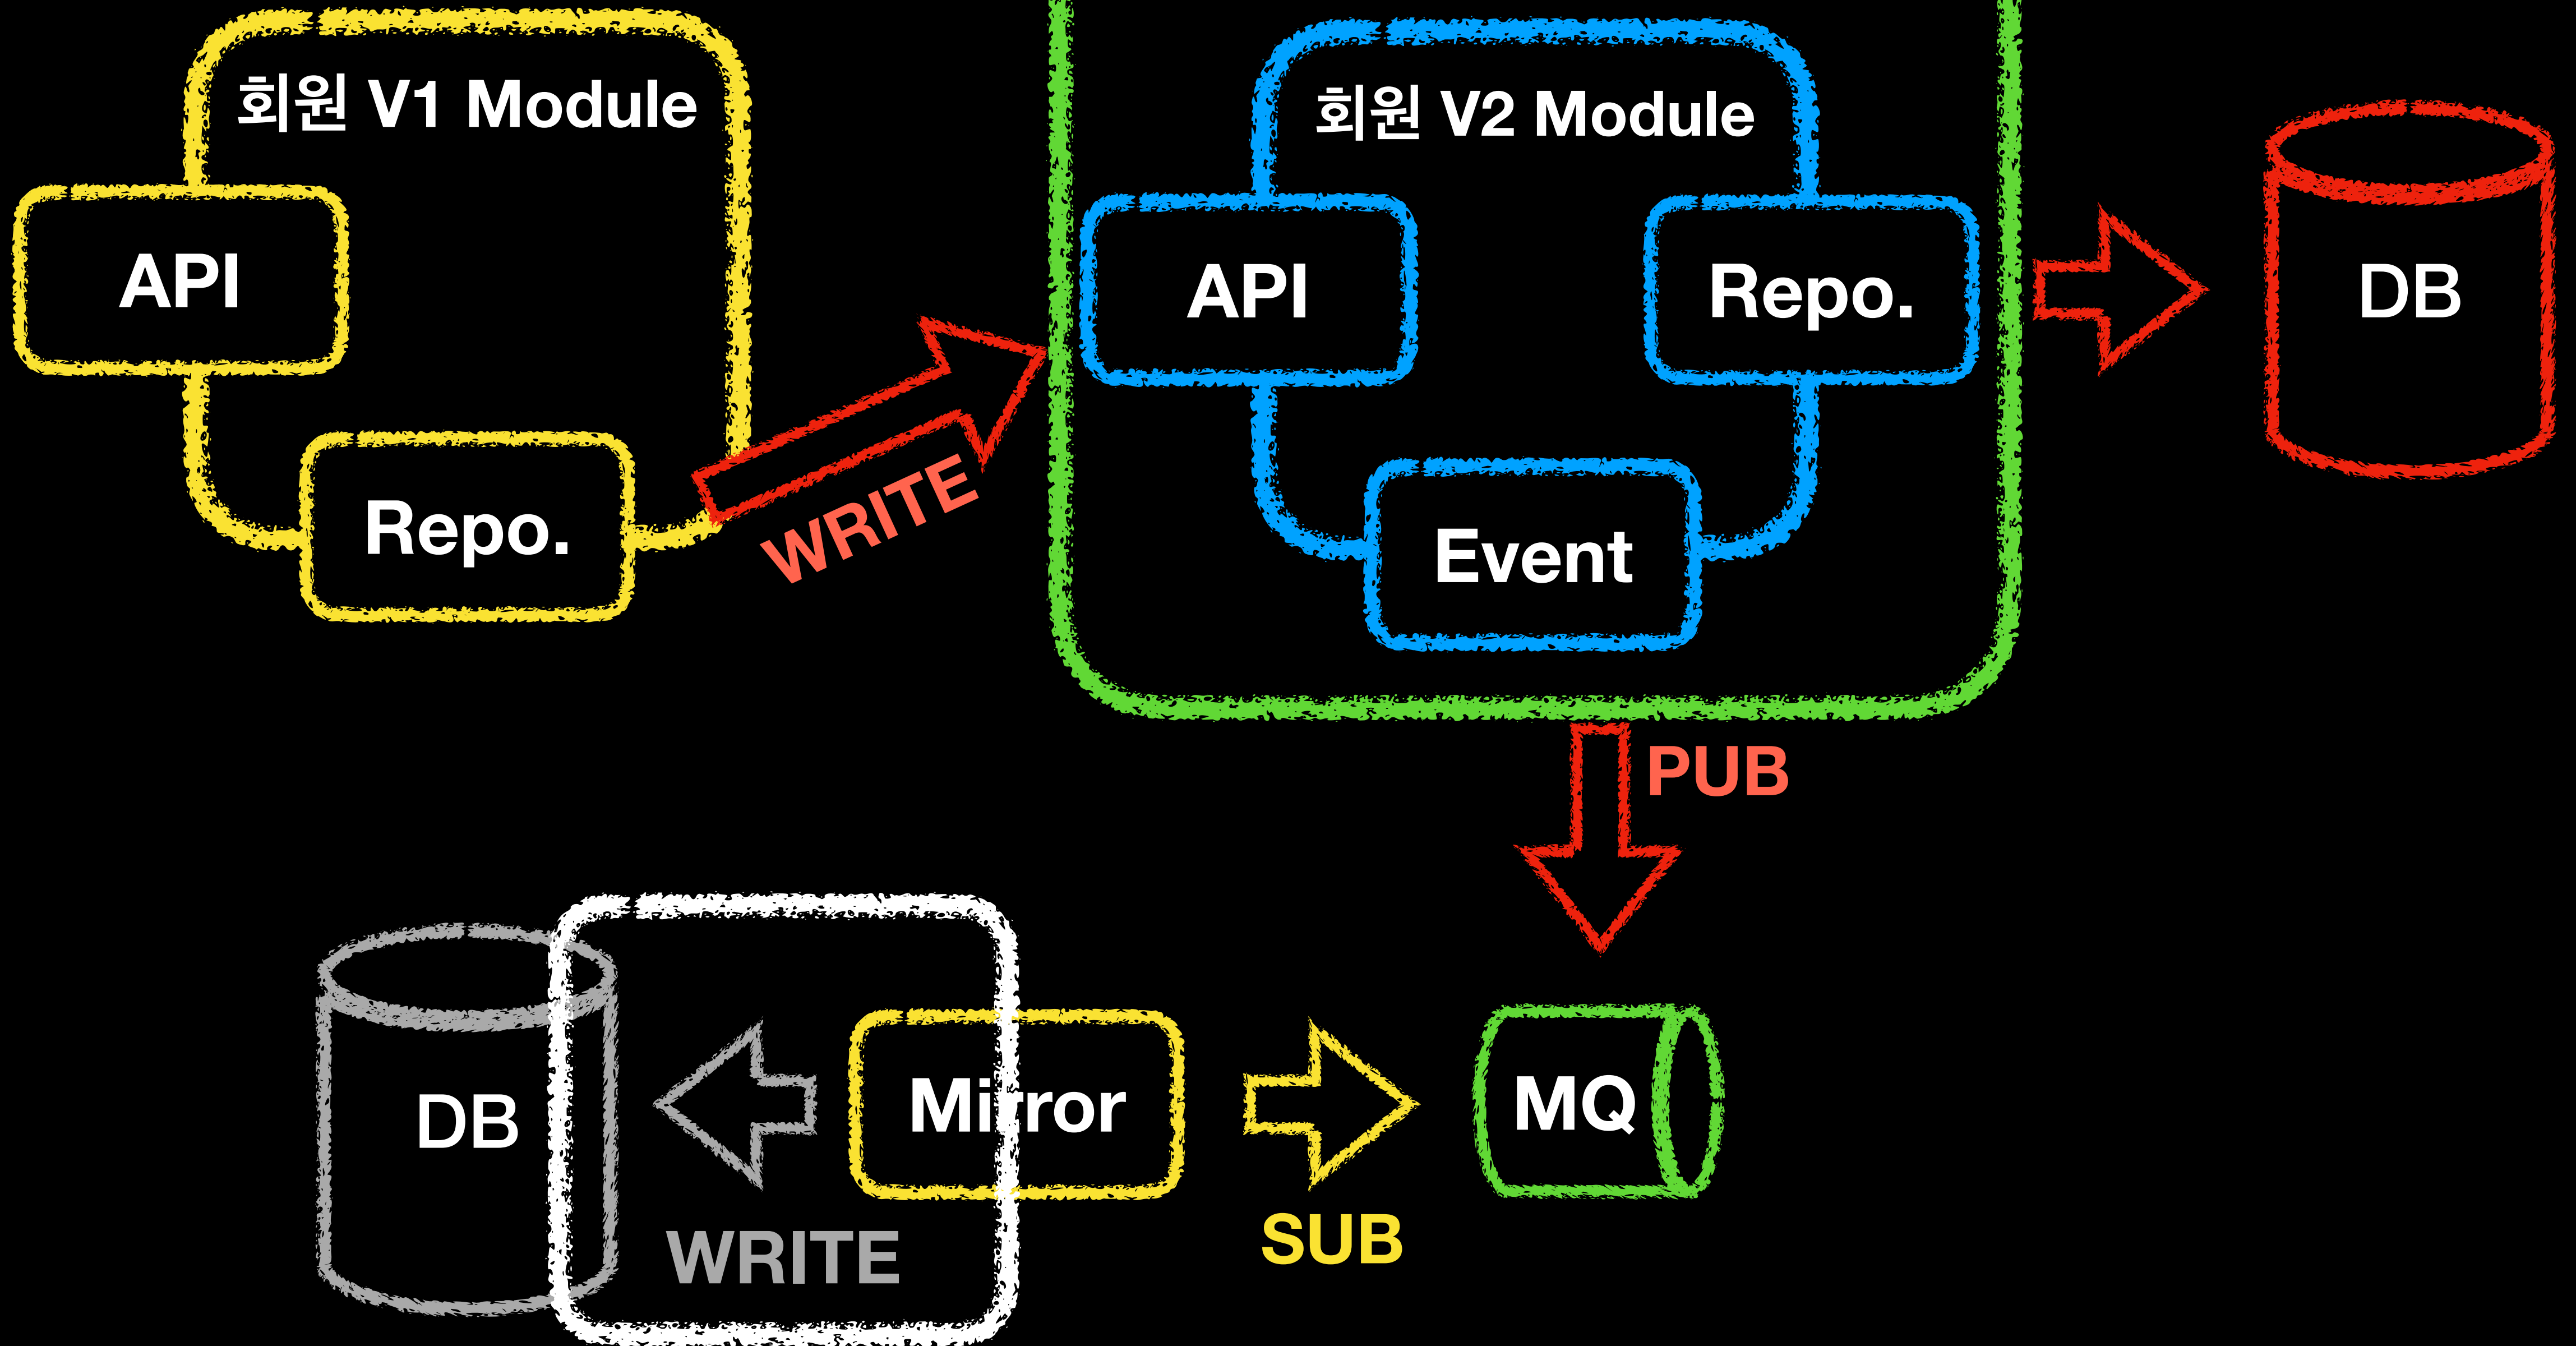 회원 V1 Module
API
Repo.
WRITE
회원 V2 Module
API
Repo.
Event
DB
PUB
DB
WRITE
Mirror
SUB
MQ